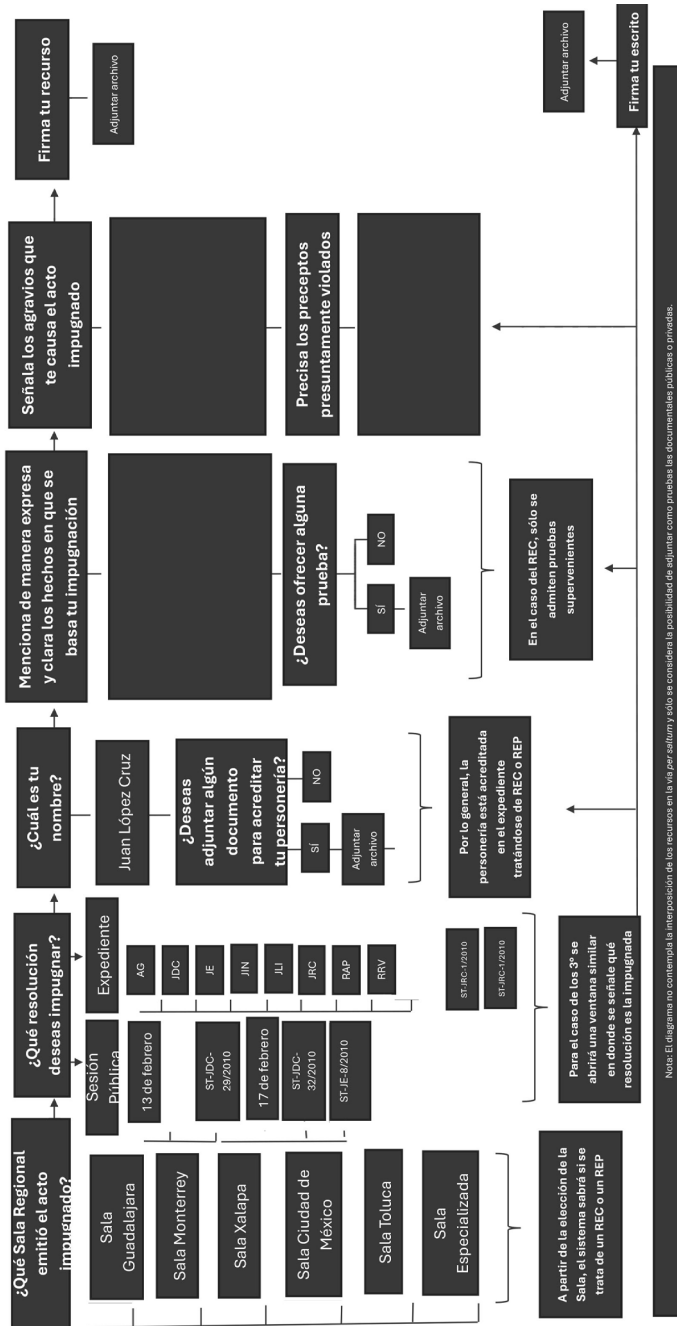 ¿Qué Sala Regional
emitió el acto
impugnado?
Sala
Guadalajara
Sala Monterrey
Sala Xalapa
Sala Ciudad de
México
Sala Toluca
Sala
Especializada
A partir de la elección de la
Sala, el sistema sabrá si se
trata de un REC o un REP
¿Qué resolución
deseas impugnar?
Sesión
Pública
13 de febrero
ST-JDC-
29/2010
17 de febrero
ST-JDC-
32/2010
ST-JE-8/2010
Expediente
AG
JDC
JE
JIN
JLI
JRC
RAP
RRV
ST-JRC-1/2010
ST-JRC-1/2010
Para el caso de los 3º se
abrirá una ventana similar
en donde se señale qué
resolución es la impugnada
¿Cuál es tu
nombre?
Juan López Cruz
¿Deseas
adjuntar algún
documento
para acreditar
tu personería?
SÍ
NO
Adjuntar
archivo
Por lo general, la
personería está acreditada
en el expediente
tratándose de REC o REP
Menciona de manera expresa
y clara los hechos en que se
basa tu impugnación
¿Deseas ofrecer alguna
prueba?
SÍ
NO
Adjuntar
archivo
En el caso del REC, sólo se
admiten pruebas
supervenientes
Señala los agravios que
te causa el acto
impugnado
Precisa los preceptos
presuntamente violados
Firma tu recurso
Adjuntar archivo
Firma tu escrito
Adjuntar archivo
Nota: El diagrama no contempla la interposición de los recursos en la vía per saltum y sólo se considera la posibilidad de adjuntar como pruebas las documentales públicas o privadas.